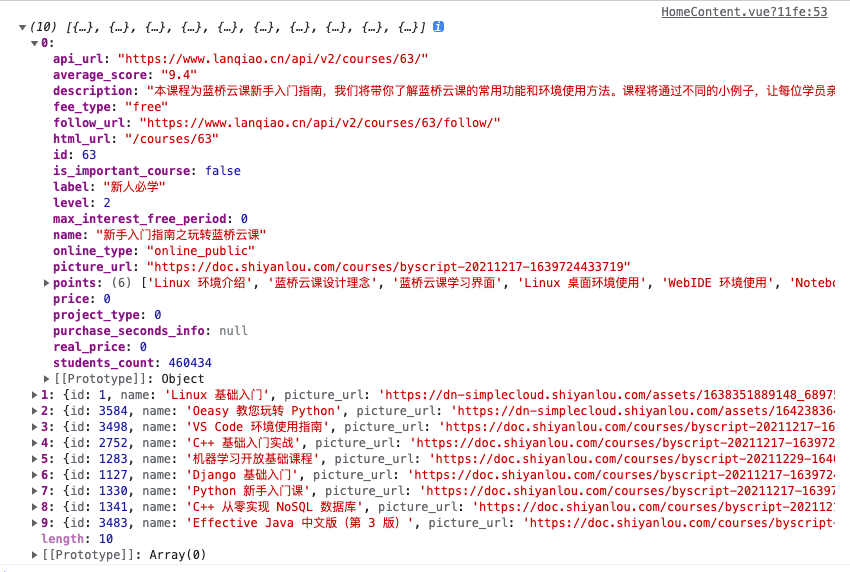 HomeContent.vue?11fe:53
(10) [{…}, {…}, {…}, {…}, {…}, {…}, {…}, {…}, {…}, {…}] i
0:
api_url: "https://www.lanqiao.cn/api/v2/courses/63/"
average_score: "9.4"
description: "本课程为蓝桥云课新手入门指南，我们将带你了解蓝桥云课的常用功能和环境使用方法。课程将通过不同的小例子，让每位学员亲
fee_type: "free"
follow_url: "https://www.lanqiao.cn/api/v2/courses/63/follow/"
html_url: "/courses/63"
id: 63
is_important_course: false
label: "新人必学"
level: 2
max_interest_free_period: 0
name: "新手入门指南之玩转蓝桥云课"
online_type: "online_public"
picture_url: "https://doc.shiyanlou.com/courses/byscript-20211217-1639724433719"
points: (6) ['Linux 环境介绍', '蓝桥云课设计理念', '蓝桥云课学习界面', 'Linux 桌面环境使用', 'WebIDE 环境使用', 'Notebo
price: 0
project_type: 0
purchase_seconds_info: null
real_price: 0
students_count: 460434
[[Prototype]]: Object
1: {id: 1, name: 'Linux 基础入门', picture_url: 'https://dn-simplecloud.shiyanlou.com/assets/1638351889148_68975
2: {id: 3584, name: 'Oeasy 教您玩转 Python', picture_url: 'https://dn-simplecloud.shiyanlou.com/assets/16423836
3: {id: 3498, name: 'VS Code 环境使用指南', picture_url: 'https://doc.shiyanlou.com/courses/byscript-20211217-16
4: {id: 2752, name: 'C++ 基础入门实战', picture_url: 'https://doc.shiyanlou.com/courses/byscript-20211217-163972
5: {id: 1283, name: '机器学习开放基础课程', picture_url: 'https://doc.shiyanlou.com/courses/byscript-20211229-1640
6: {id: 1127, name: 'Django 基础入门', picture_url: 'https://doc.shiyanlou.com/courses/byscript-20211217-1639724
7: {id: 1330, name: 'Python 新手入门课', picture_url: 'https://doc.shiyanlou.com/courses/byscript-20211217-163971
8: {id: 1341, name: 'C++ 从零实现 NoSQL 数据库', picture_url: 'https://doc.shiyanlou.com/courses/byscript-20211217
9: {id: 3483, name: 'Effective Java 中文版（第 3 版）', picture_url: 'https://doc.shiyanlou.com/courses/byscript-
length: 10
[[Prototype]]: Array(0)